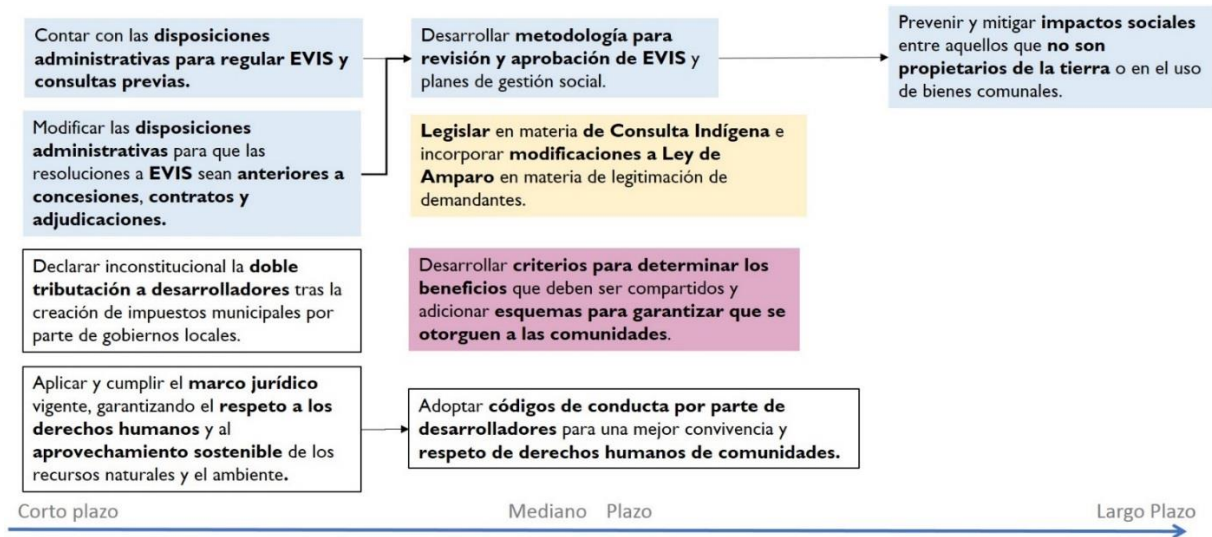 Contar con las disposiciones
administrativas para regular EVIS y
consultas previas.
Desarrollar metodología para
revisión y aprobación de EVIS y
planes de gestión social.
Prevenir y mitigar impactos sociales
entre aquellos que no son
propietarios de la tierra o en el uso
de bienes comunales.
Modificar las disposiciones
administrativas para que las
resoluciones a EVIS sean anteriores a
concesiones, contratos y
adjudicaciones.
Legislar en materia de Consulta Indígena e
incorporar modificaciones a Ley de
Amparo en materia de legitimación de
demandantes.
Declarar inconstitucional la doble
tributación a desarrolladores tras la
creación de impuestos municipales por
parte de gobiernos locales.
Desarrollar criterios para determinar los
beneficios que deben ser compartidos y
adicionar esquemas para garantizar que se
otorguen a las comunidades.
Aplicar y cumplir el marco jurídico
vigente, garantizando el respeto a los
derechos humanos y al
aprovechamiento sostenible de los
recursos naturales y el ambiente.
Adoptar códigos de conducta por parte de
desarrolladores para una mejor convivencia y
respeto de derechos humanos de comunidades.
Corto plazo
Mediano Plazo
Largo Plazo